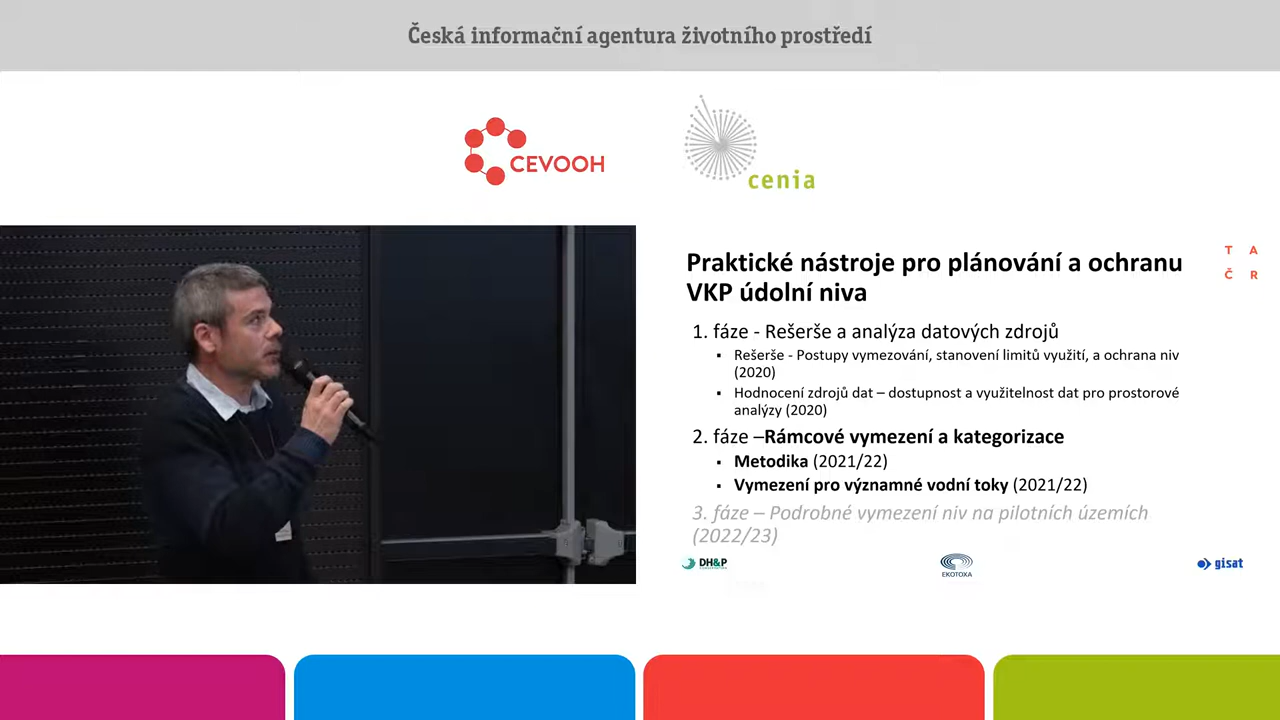 Česká informační agentura životního prostředí
CEVOOH
cenia
Praktické nástroje pro plánování a ochranu
VKP údolní niva
T A
Č R
1. fáze - Rešerše a analýza datových zdrojů
▪ Rešerše - Postupy vymezování, stanovení limitů využití, a ochrana niv
(2020)
▪ Hodnocení zdrojů dat – dostupnost a využitelnost dat pro prostorové
analýzy (2020)
2. fáze –Rámcové vymezení a kategorizace
▪ Metodika (2021/22)
▪ Vymezení pro významné vodní toky (2021/22)
3. fáze – Podrobné vymezení niv na pilotních územích
(2022/23)
DH&P
EKOTOXA
gisat